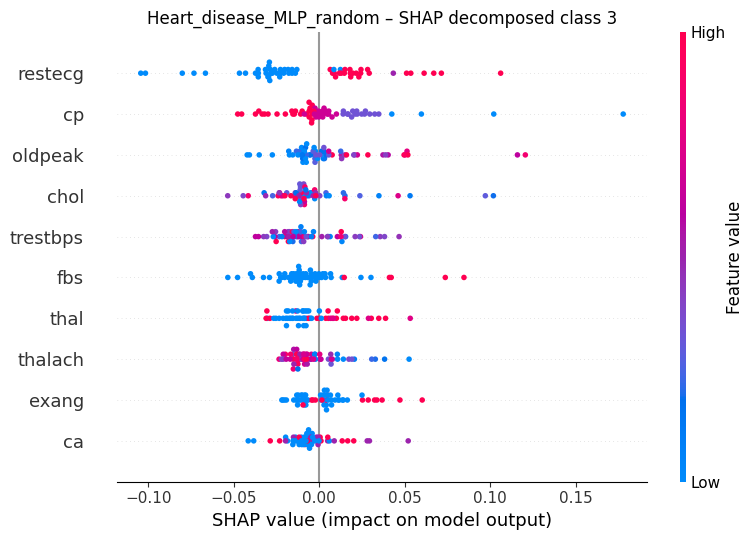 Heart_disease_MLP_random – SHAP decomposed class 3
High
restecg
cp
oldpeak
chol
trestbps
fbs
thal
thalach
exang
ca
Feature value
Low
−0.10
−0.05
0.00
0.05
0.10
0.15
SHAP value (impact on model output)